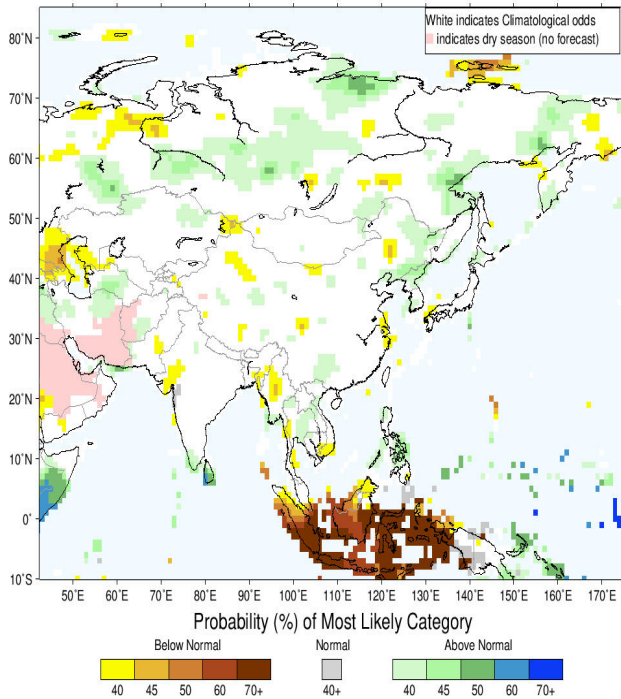 White indicates Climatological odds
indicates dry season (no forecast)
80˚N
70˚N
60˚N
50˚N
40˚N
30˚N
20˚N
10˚N
0˚
10˚S
50˚E 60˚E 70˚E 80˚E 90˚E 100˚E 110˚E 120˚E 130˚E 140˚E 150˚E 160˚E 170˚E
Probability (%) of Most Likely Category
Below Normal Normal Above Normal
40 45 50 60 70+ 40+ 40 45 50 60 70+